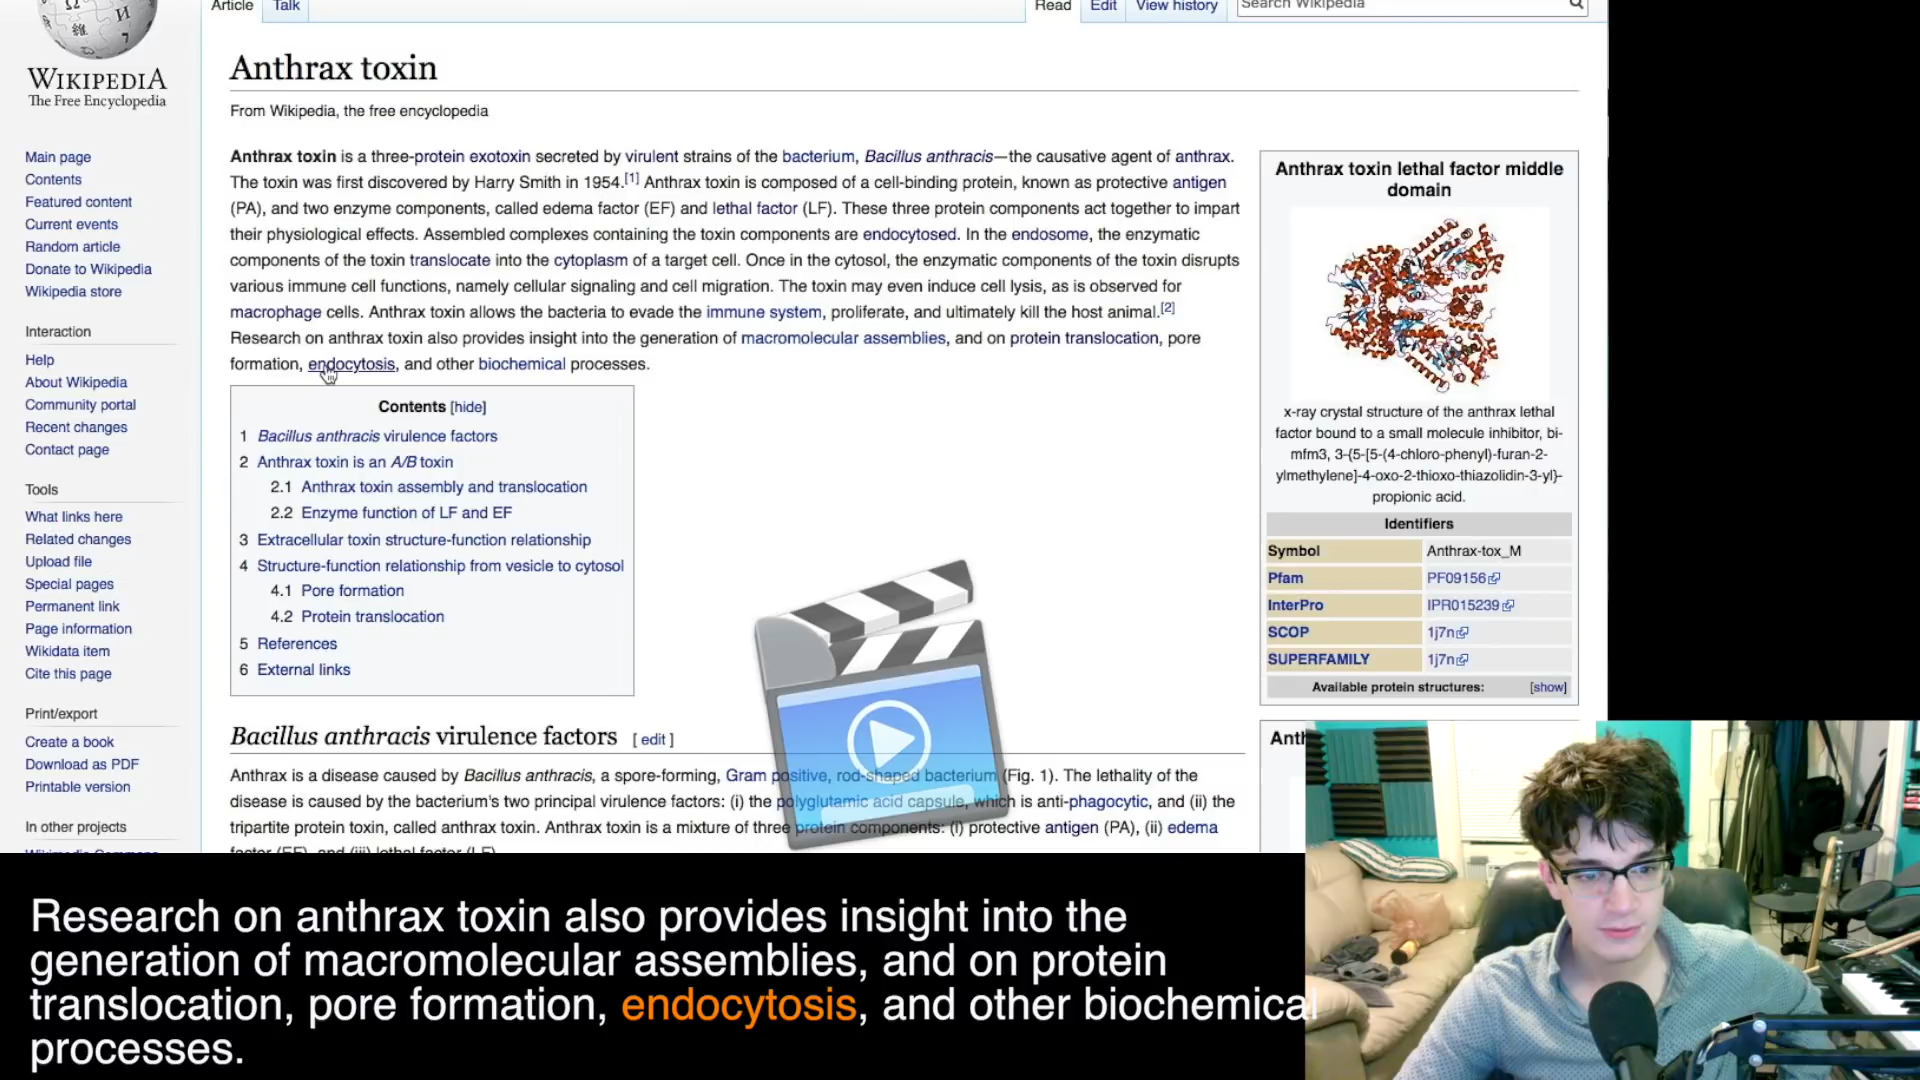 Article
Talk
Read
Edit
View history
Search Wikipedia
WIKIPEDIA
The Free Encyclopedia
Main page
Contents
Featured content
Current events
Random article
Donate to Wikipedia
Wikipedia store
Interaction
Help
About Wikipedia
Community portal
Recent changes
Contact page
Tools
What links here
Related changes
Upload file
Special pages
Permanent link
Page information
Wikidata item
Cite this page
Print/export
Create a book
Download as PDF
Printable version
In other projects
Wikimedia Commons
Anthrax toxin
From Wikipedia, the free encyclopedia
Anthrax toxin is a three-protein exotoxin secreted by virulent strains of the bacterium, Bacillus anthracis—the causative agent of anthrax.
The toxin was first discovered by Harry Smith in 1954.[1] Anthrax toxin is composed of a cell-binding protein, known as protective antigen
(PA), and two enzyme components, called edema factor (EF) and lethal factor (LF). These three protein components act together to impart
their physiological effects. Assembled complexes containing the toxin components are endocytosed. In the endosome, the enzymatic
components of the toxin translocate into the cytoplasm of a target cell. Once in the cytosol, the enzymatic components of the toxin disrupts
various immune cell functions, namely cellular signaling and cell migration. The toxin may even induce cell lysis, as is observed for
macrophage cells. Anthrax toxin allows the bacteria to evade the immune system, proliferate, and ultimately kill the host animal.[2]
Research on anthrax toxin also provides insight into the generation of macromolecular assemblies, and on protein translocation, pore
formation, endocytosis, and other biochemical processes.
Contents [hide]
1 Bacillus anthracis virulence factors
2 Anthrax toxin is an A/B toxin
2.1 Anthrax toxin assembly and translocation
2.2 Enzyme function of LF and EF
3 Extracellular toxin structure-function relationship
4 Structure-function relationship from vesicle to cytosol
4.1 Pore formation
4.2 Protein translocation
5 References
6 External links
Bacillus anthracis virulence factors [ edit ]
Anthrax is a disease caused by Bacillus anthracis, a spore-forming, Gram positive, rod-shaped bacterium (Fig. 1). The lethality of the
disease is caused by the bacterium's two principal virulence factors: (i) the polyglutamic acid capsule, which is anti-phagocytic, and (ii) the
tripartite protein toxin, called anthrax toxin. Anthrax toxin is a mixture of three protein components: (i) protective antigen (PA), (ii) edema
factor (EF), and (iii) lethal factor (LF).
Anthrax toxin lethal factor middle
domain
x-ray crystal structure of the anthrax lethal
factor bound to a small molecule inhibitor, bi-
mfm3, 3-{5-[5-(4-chloro-phenyl)-furan-2-
ylmethylene]-4-oxo-2-thioxo-thiazolidin-3-yl}-
propionic acid.
Identifiers
Symbol Anthrax-tox_M
Pfam PF09156
InterPro IPR015239
SCOP 1j7n
SUPERFAMILY 1j7n
Available protein structures: [show]
Anth
Research on anthrax toxin also provides insight into the
generation of macromolecular assemblies, and on protein
translocation, pore formation, endocytosis, and other biochemical
processes.